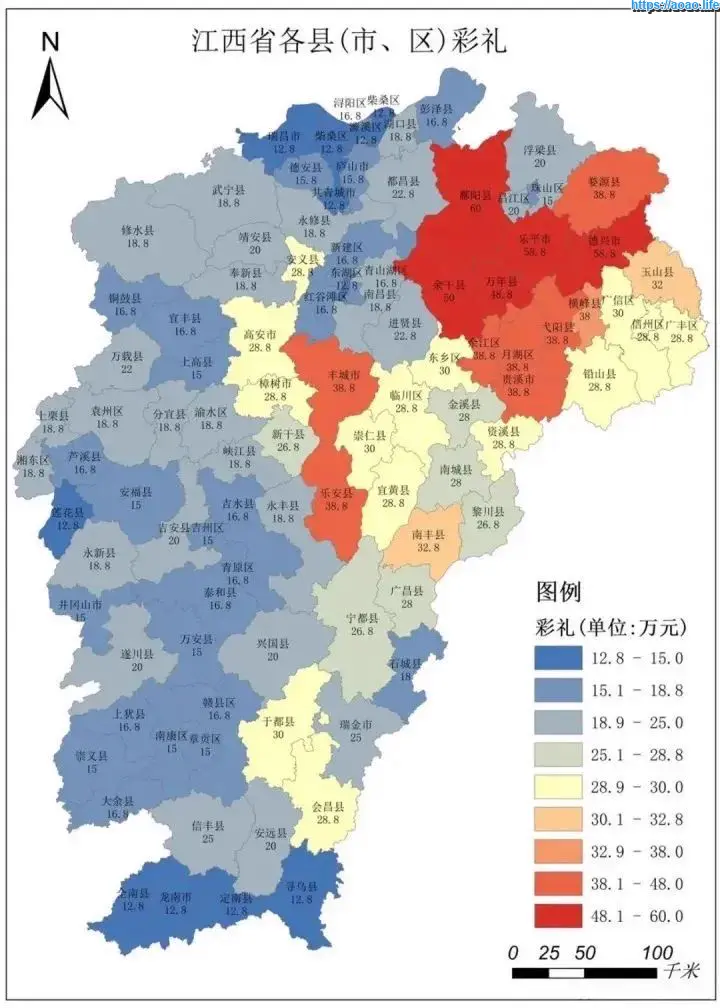 https://aoao.life
江西省各县(市、区)彩礼
N
浔阳区
16.8
柴桑区
12.8
彭泽县
16.8
瑞昌市
12.8
柴桑区
12.8
濂溪区
12.8
湖口县
18.8
德安县
15.8
庐山市
15.8
共青城市
12.8
都昌县
22.8
鄱阳县
60
浮梁县
20
珠山区
15
昌江区
20
婺源县
38.8
武宁县
18.8
修水县
18.8
永修县
18.8
靖安县
20
安义县
28.8
新建区
16.8
奉新县
18.8
东湖区
12.8
青山湖区
16.8
红谷滩区
16.8
南昌县
18.8
进贤县
22.8
余干县
50
万年县
48.8
乐平市
58.8
德兴市
58.8
玉山县
32
横峰县
38
广信区
30
信州区
28.8
广丰区
28.8
铜鼓县
16.8
宜丰县
16.8
高安市
28.8
万载县
22
上高县
15
丰城市
38.8
东乡区
30
余江区
38.8
月湖区
38.8
弋阳县
38.8
贵溪市
38.8
铅山县
28.8
樟树市
28.8
临川区
28.8
金溪县
28
资溪县
28.8
上栗县
18.8
袁州区
18.8
分宜县
18.8
渝水区
18.8
新干县
26.8
崇仁县
30
湘东区
18.8
芦溪县
16.8
峡江县
18.8
南城县
28
莲花县
12.8
安福县
15
吉水县
16.8
永丰县
18.8
乐安县
38.8
宜黄县
28.8
黎川县
26.8
吉安县
20
吉州区
15
南丰县
32.8
永新县
18.8
青原区
16.8
井冈山市
15
泰和县
16.8
广昌县
28
宁都县
26.8
遂川县
20
万安县
15
兴国县
20
石城县
18
上犹县
16.8
赣县区
16.8
于都县
30
瑞金市
25
南康区
15
章贡区
15
崇义县
15
大余县
16.8
会昌县
28.8
信丰县
25
安远县
20
全南县
12.8
龙南市
12.8
定南县
12.8
寻乌县
12.8
图例
彩礼(单位:万元)
12.8 - 15.0
15.1 - 18.8
18.9 - 25.0
25.1 - 28.8
28.9 - 30.0
30.1 - 32.8
32.9 - 38.0
38.1 - 48.0
48.1 - 60.0
0 25 50 100
千米